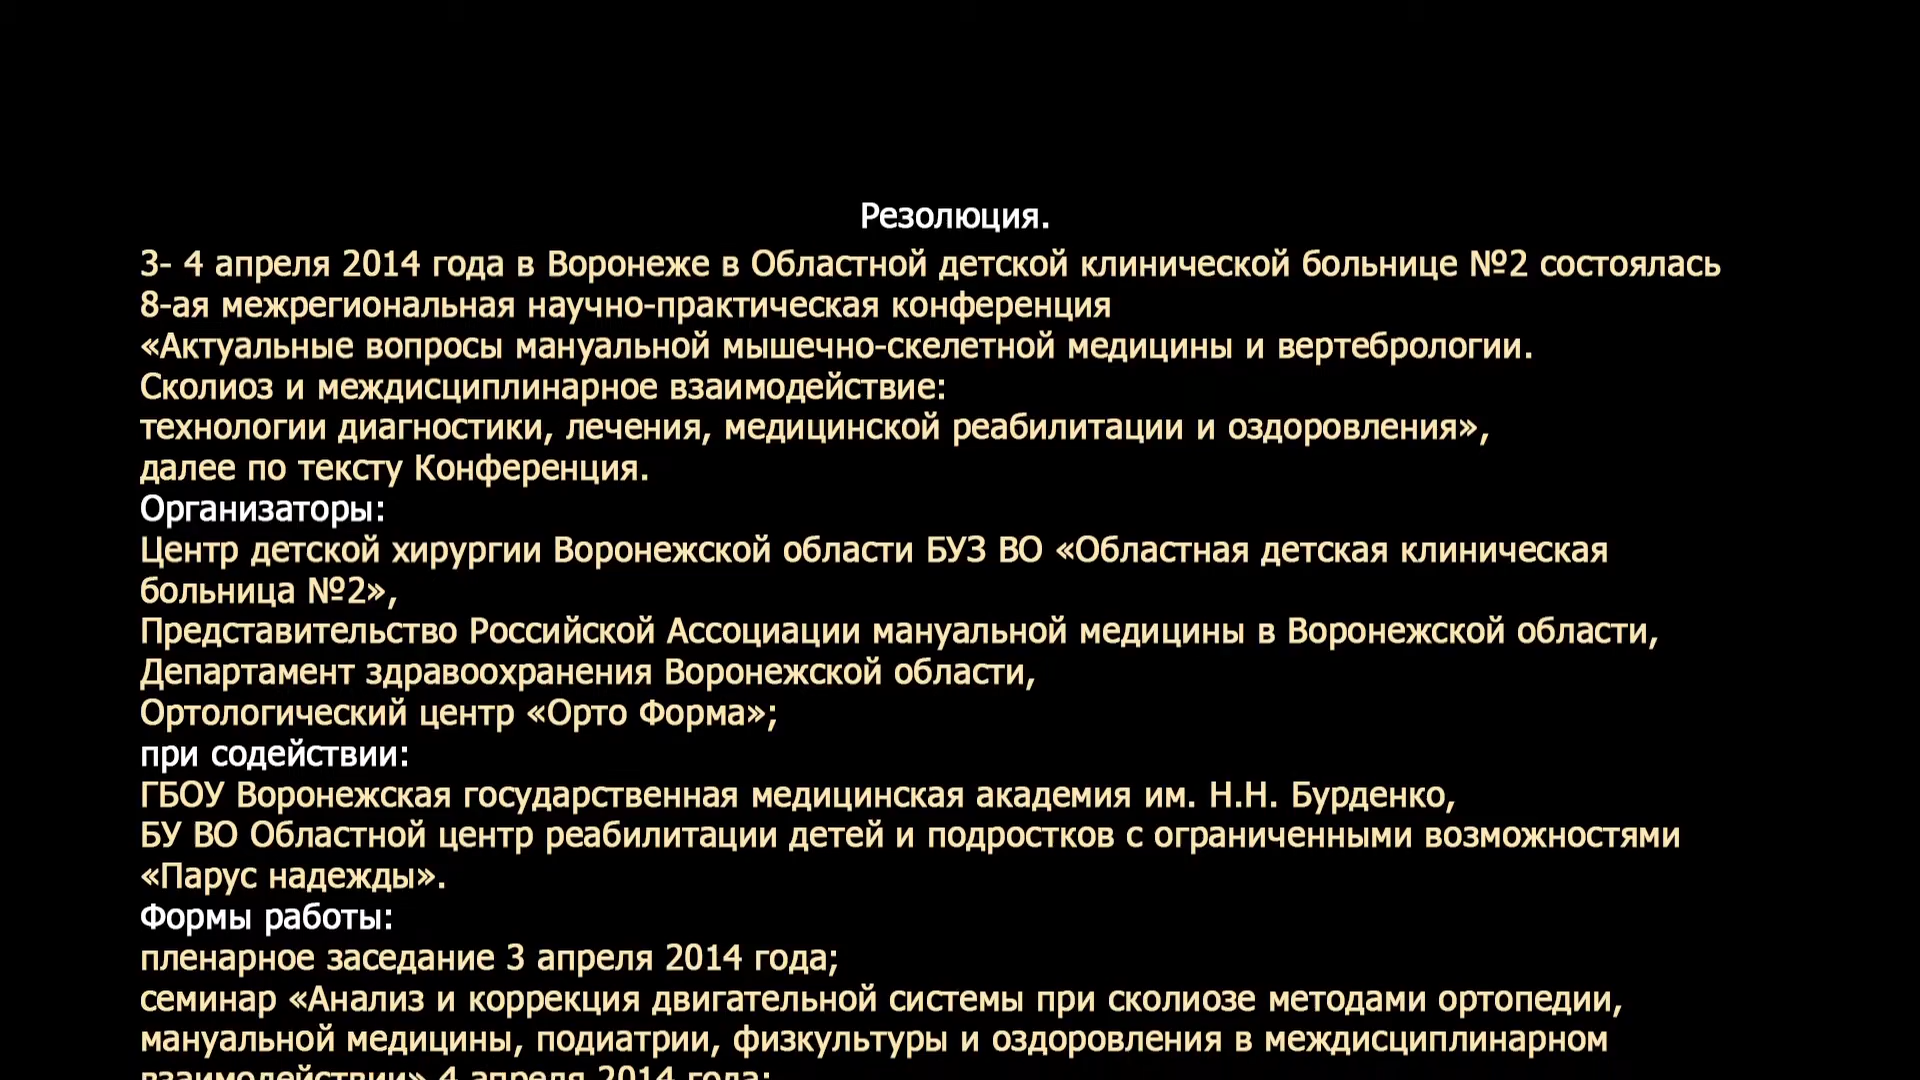 Резолюция.
3- 4 апреля 2014 года в Воронеже в Областной детской клинической больнице №2 состоялась
8-ая межрегиональная научно-практическая конференция
«Актуальные вопросы мануальной мышечно-скелетной медицины и вертебрологии.
Сколиоз и междисциплинарное взаимодействие:
технологии диагностики, лечения, медицинской реабилитации и оздоровления»,
далее по тексту Конференция.
Организаторы:
Центр детской хирургии Воронежской области БУЗ ВО «Областная детская клиническая
больница №2»,
Представительство Российской Ассоциации мануальной медицины в Воронежской области,
Департамент здравоохранения Воронежской области,
Ортологический центр «Орто Форма»;
при содействии:
ГБОУ Воронежская государственная медицинская академия им. Н.Н. Бурденко,
БУ ВО Областной центр реабилитации детей и подростков с ограниченными возможностями
«Парус надежды».
Формы работы:
пленарное заседание 3 апреля 2014 года;
семинар «Анализ и коррекция двигательной системы при сколиозе методами ортопедии,
мануальной медицины, подиатрии, физкультуры и оздоровления в междисциплинарном
взаимодействии» 4 апреля 2014 года;